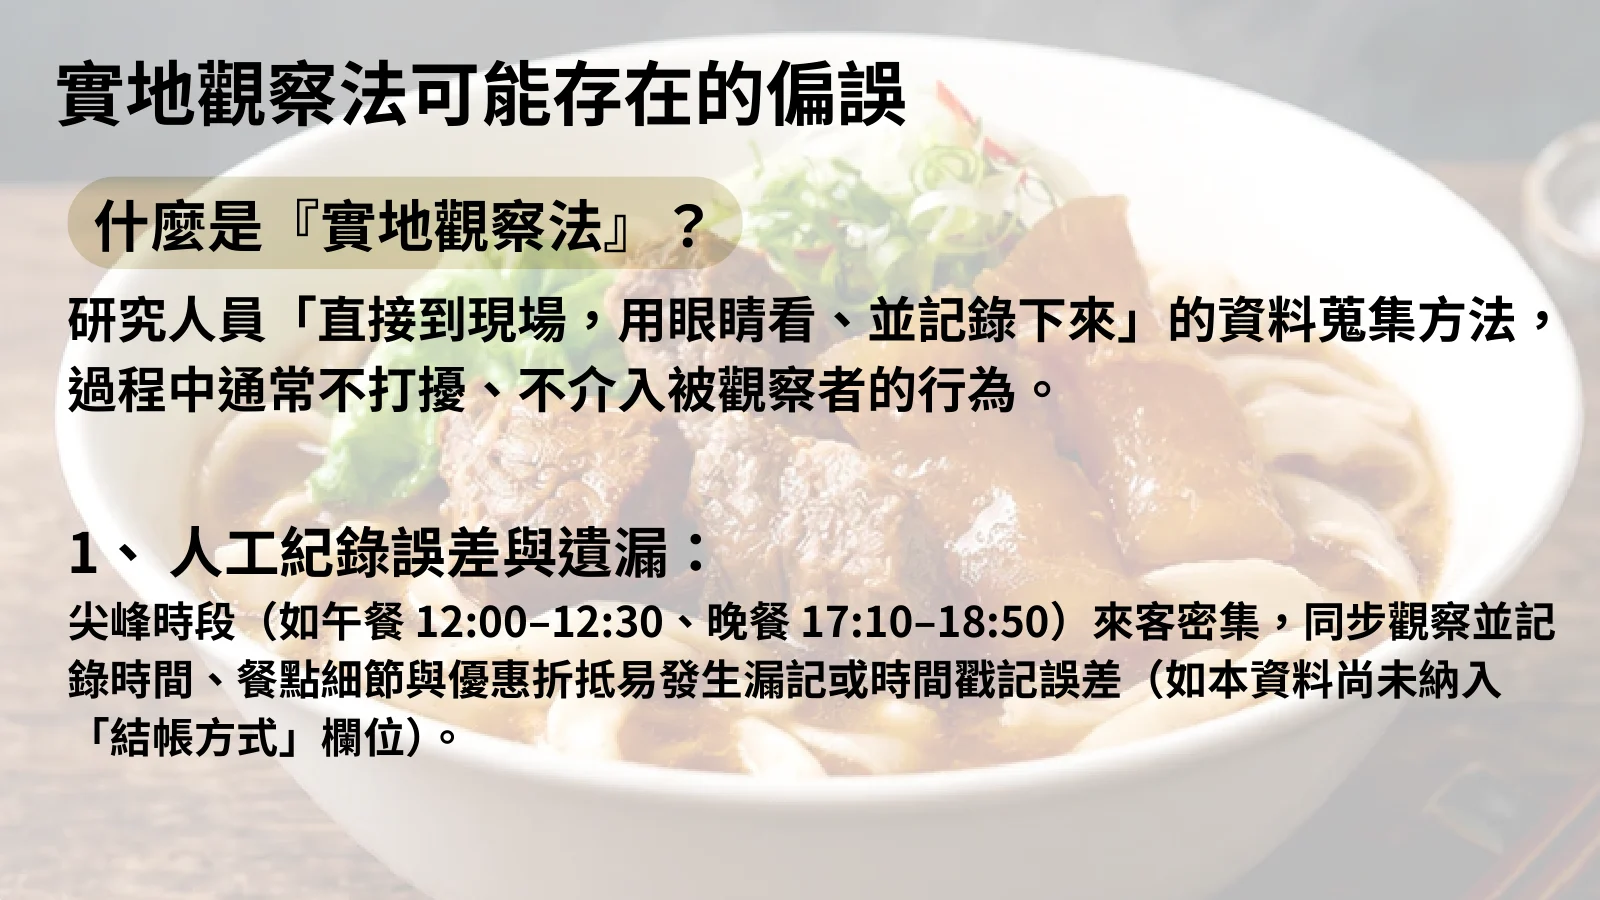 實地觀察法可能存在的偏誤
什麼是『實地觀察法』？
研究人員「直接到現場，用眼睛看、並記錄下來」的資料蒐集方法，
過程中通常不打擾、不介入被觀察者的行為。
1、 人工紀錄誤差與遺漏：
尖峰時段（如午餐 12:00–12:30、晚餐 17:10–18:50）來客密集，同步觀察並記
錄時間、餐點細節與優惠折抵易發生漏記或時間戳記誤差（如本資料尚未納入
「結帳方式」欄位）。